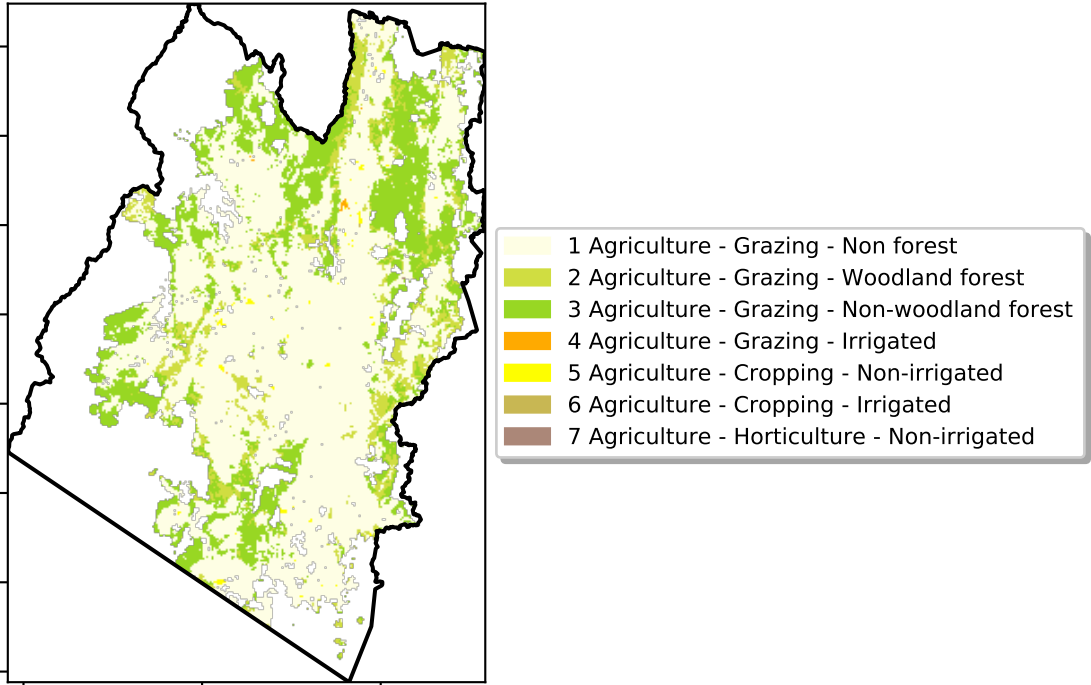 1 Agriculture - Grazing - Non forest
2 Agriculture - Grazing - Woodland forest
3 Agriculture - Grazing - Non-woodland forest
4 Agriculture - Grazing - Irrigated
5 Agriculture - Cropping - Non-irrigated
6 Agriculture - Cropping - Irrigated
7 Agriculture - Horticulture - Non-irrigated